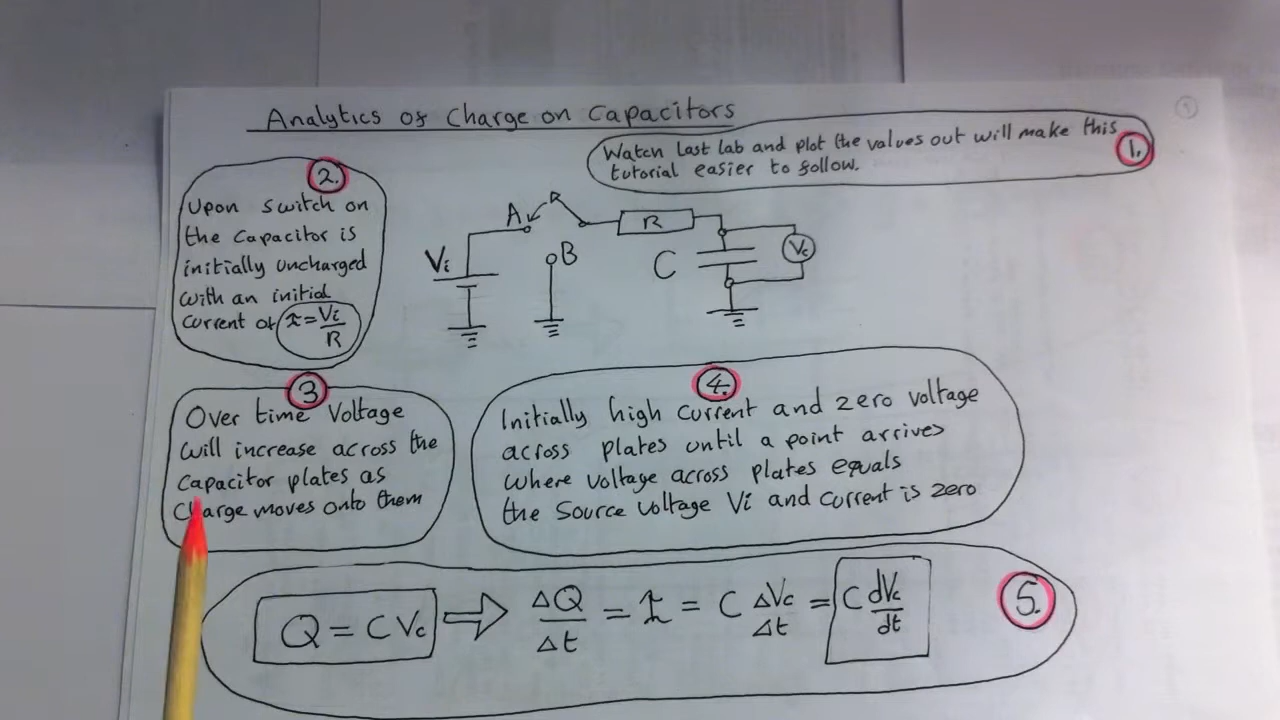 Analytics of Charge on Capacitors
Watch last lab and plot the values out will make this
tutorial easier to follow.
1.
2.
Upon switch on
the capacitor is
initially uncharged
with an initial
current of i = Vi/R
A
B
Vi
R
C
Vc
3
Over time Voltage
will increase across the
capacitor plates as
charge moves onto them
4.
Initially high current and zero voltage
across plates until a point arrives
where voltage across plates equals
the source voltage Vi and current is zero
5.
Q = CVc ⇒ ΔQ/Δt = i = C ΔVc/Δt = C dVc/dt